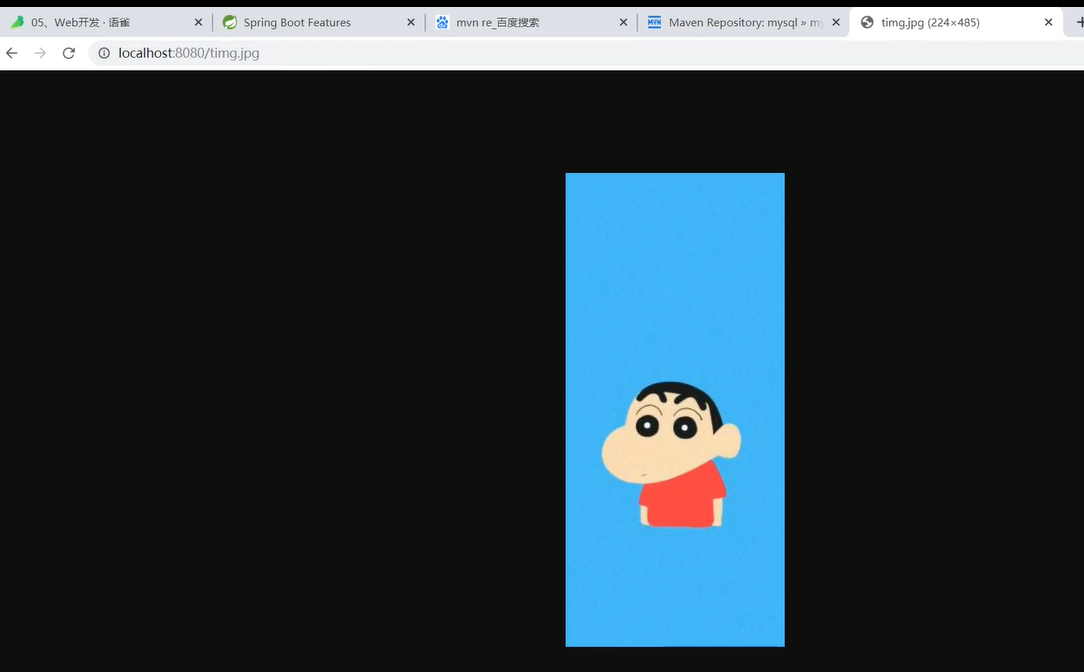 05、Web开发 · 语雀
Spring Boot Features
mvn re_百度搜索
MVN
Maven Repository: mysql » my
timg.jpg (224×485)
localhost:8080/timg.jpg